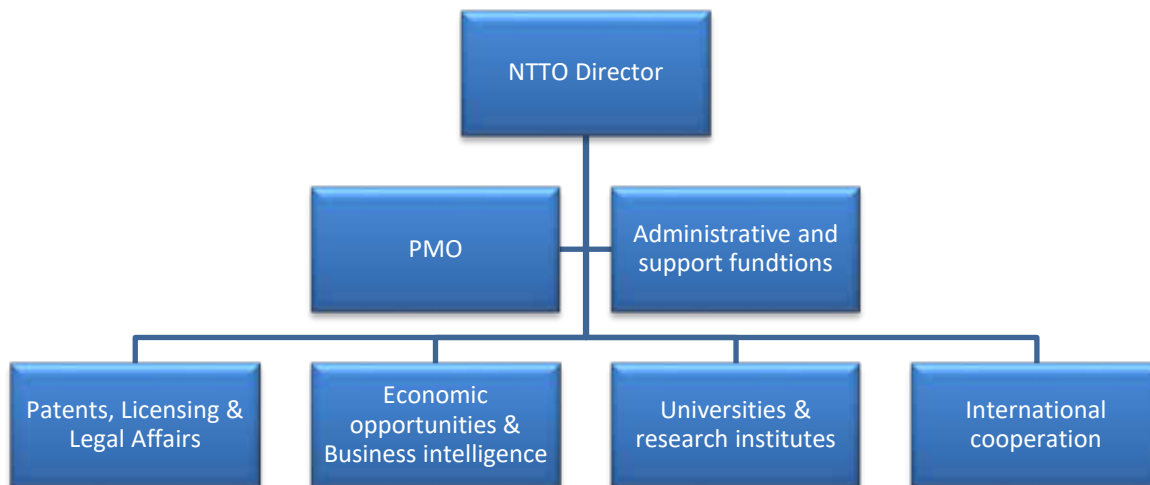 NTTO Director
PMO
Administrative and
support fundtions
Patents, Licensing &
Legal Affairs
Economic
opportunities &
Business intelligence
Universities &
research institutes
International
cooperation